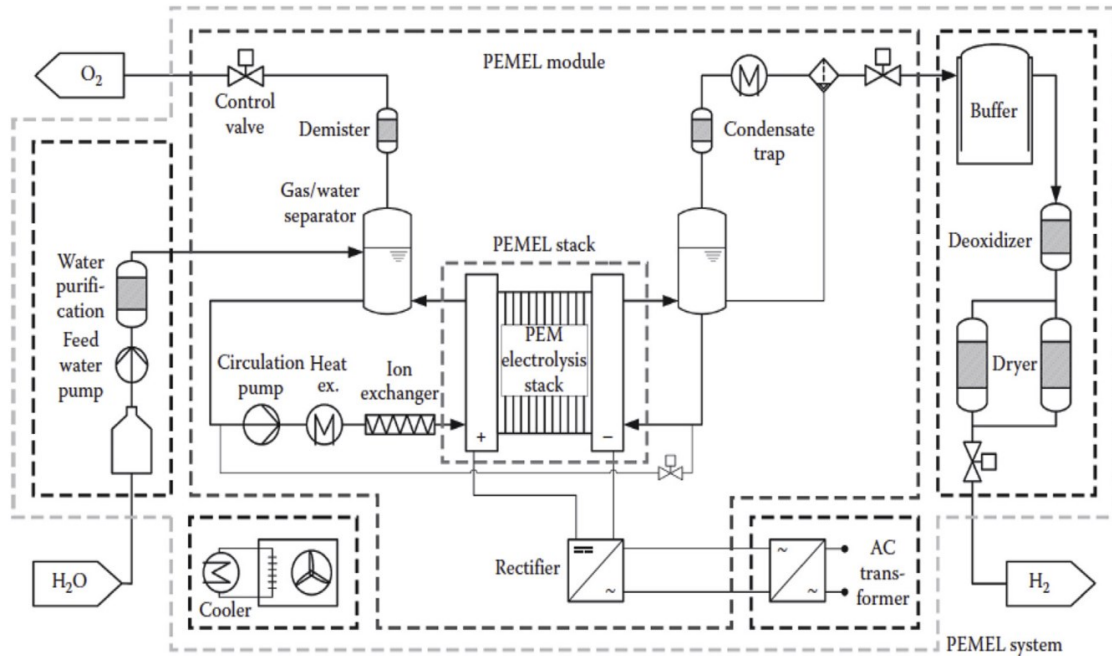 O2
Control
valve
Demister
Gas/water
separator
PEMEL module
Condensate
trap
Buffer
Deoxidizer
Dryer
Water
purifi-
cation
Feed
water
pump
PEMEL stack
PEM
electrolysis
stack
Circulation
pump
Heat
ex.
Ion
exchanger
+
−
H2O
Cooler
Rectifier
~
~
~
AC
trans-
former
H2
PEMEL system